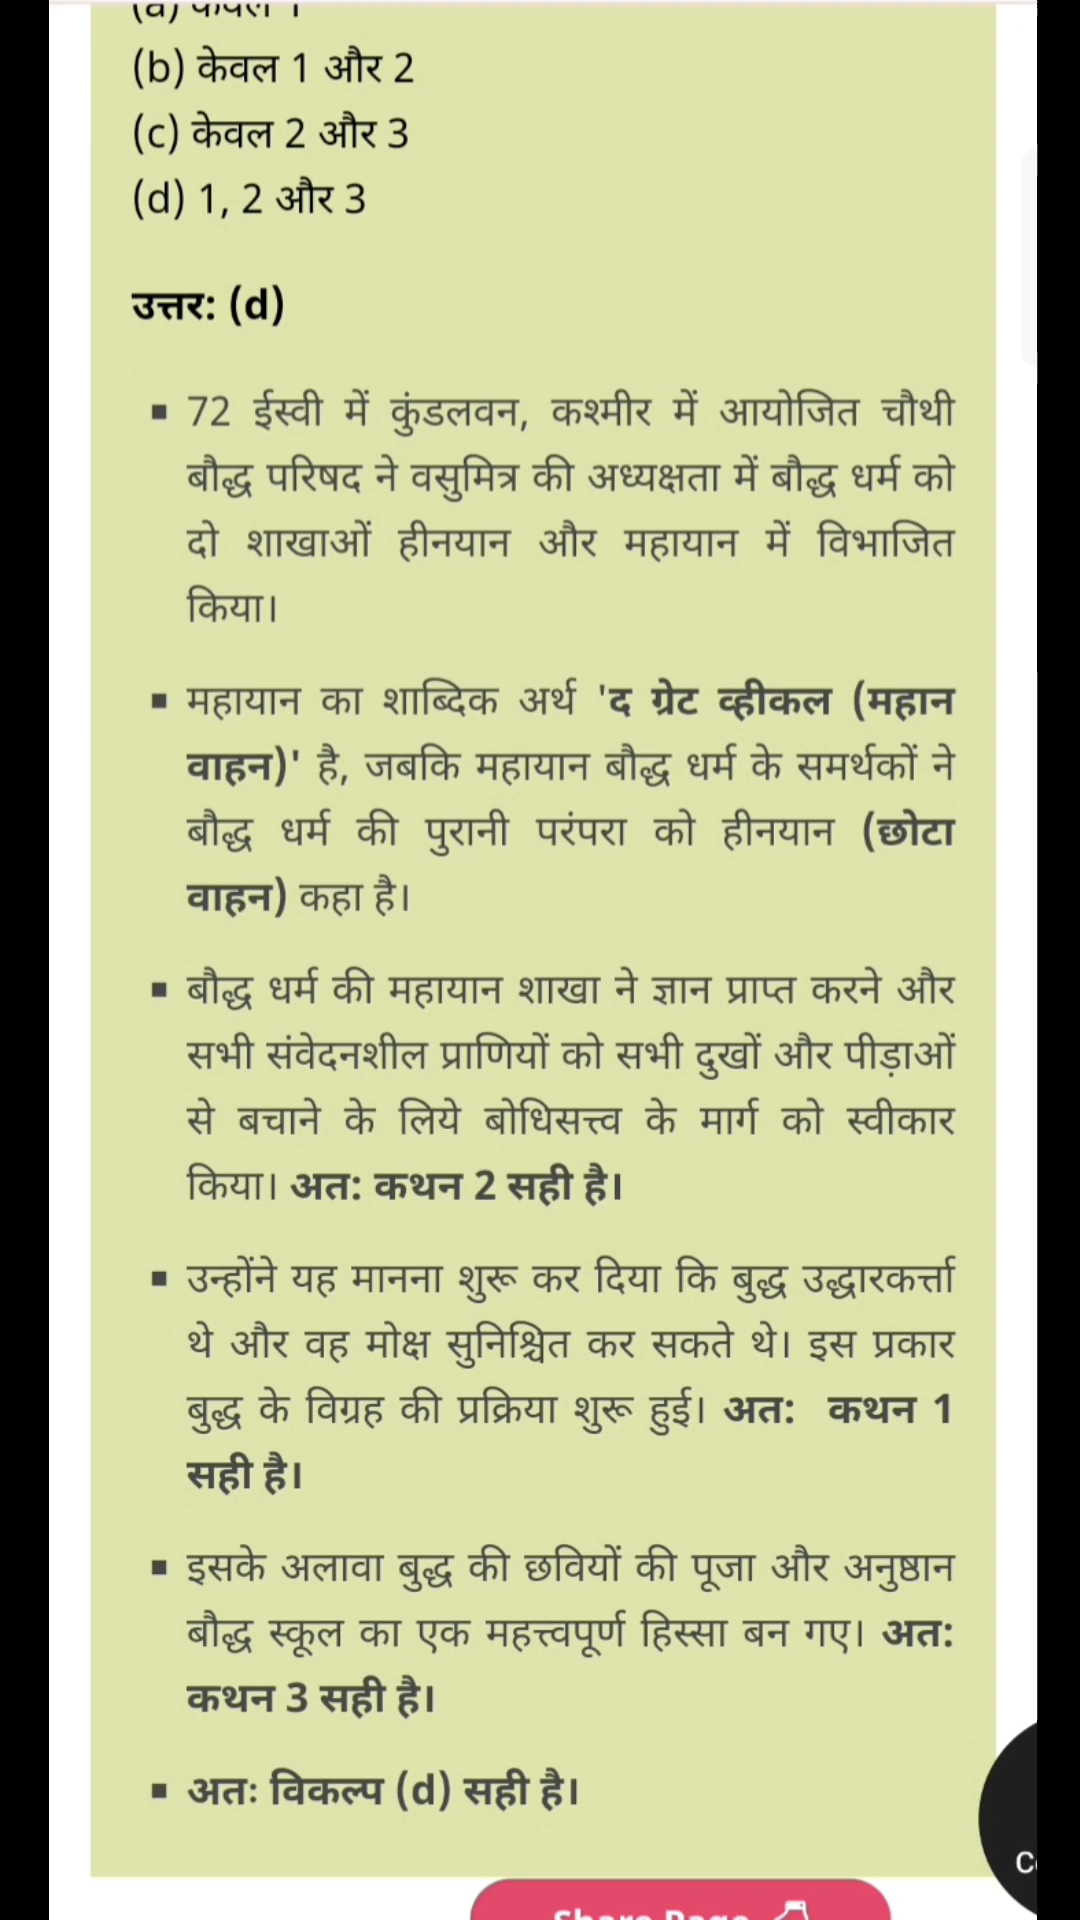 (b) केवल 1 और 2
(c) केवल 2 और 3
(d) 1, 2 और 3
उत्तर: (d)
▪ 72 ईस्वी में कुंडलवन, कश्मीर में आयोजित चौथी
बौद्ध परिषद ने वसुमित्र की अध्यक्षता में बौद्ध धर्म को
दो शाखाओं हीनयान और महायान में विभाजित
किया।
▪ महायान का शाब्दिक अर्थ 'द ग्रेट व्हीकल (महान
वाहन)' है, जबकि महायान बौद्ध धर्म के समर्थकों ने
बौद्ध धर्म की पुरानी परंपरा को हीनयान (छोटा
वाहन) कहा है।
▪ बौद्ध धर्म की महायान शाखा ने ज्ञान प्राप्त करने और
सभी संवेदनशील प्राणियों को सभी दुखों और पीड़ाओं
से बचाने के लिये बोधिसत्त्व के मार्ग को स्वीकार
किया। अत: कथन 2 सही है।
▪ उन्होंने यह मानना शुरू कर दिया कि बुद्ध उद्धारकर्त्ता
थे और वह मोक्ष सुनिश्चित कर सकते थे। इस प्रकार
बुद्ध के विग्रह की प्रक्रिया शुरू हुई। अत: कथन 1
सही है।
▪ इसके अलावा बुद्ध की छवियों की पूजा और अनुष्ठान
बौद्ध स्कूल का एक महत्त्वपूर्ण हिस्सा बन गए। अत:
कथन 3 सही है।
▪ अतः विकल्प (d) सही है।
Share Page